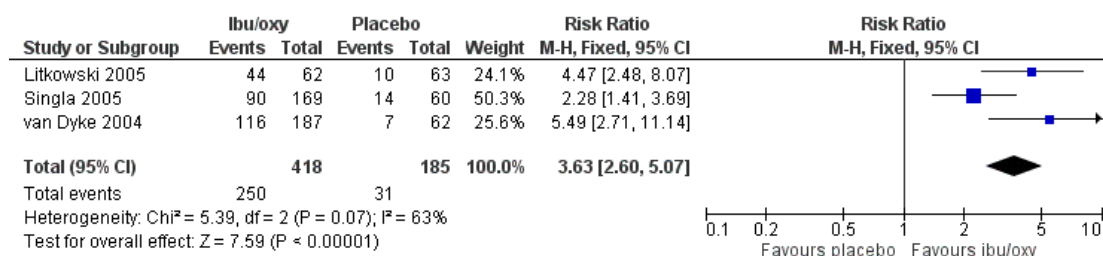 Ibu/oxy Placebo Risk Ratio Risk Ratio
Study or Subgroup Events Total Events Total Weight M-H, Fixed, 95% CI M-H, Fixed, 95% CI
Litkowski 2005 44 62 10 63 24.1% 4.47 [2.48, 8.07]
Singla 2005 90 169 14 60 50.3% 2.28 [1.41, 3.69]
van Dyke 2004 116 187 7 62 25.6% 5.49 [2.71, 11.14]
Total (95% CI) 418 185 100.0% 3.63 [2.60, 5.07]
Total events 250 31
Heterogeneity: Chi² = 5.39, df = 2 (P = 0.07); I² = 63%
Test for overall effect: Z = 7.59 (P < 0.00001)
0.1 0.2 0.5 1 2 5 10
Favours placebo Favours ibu/oxy